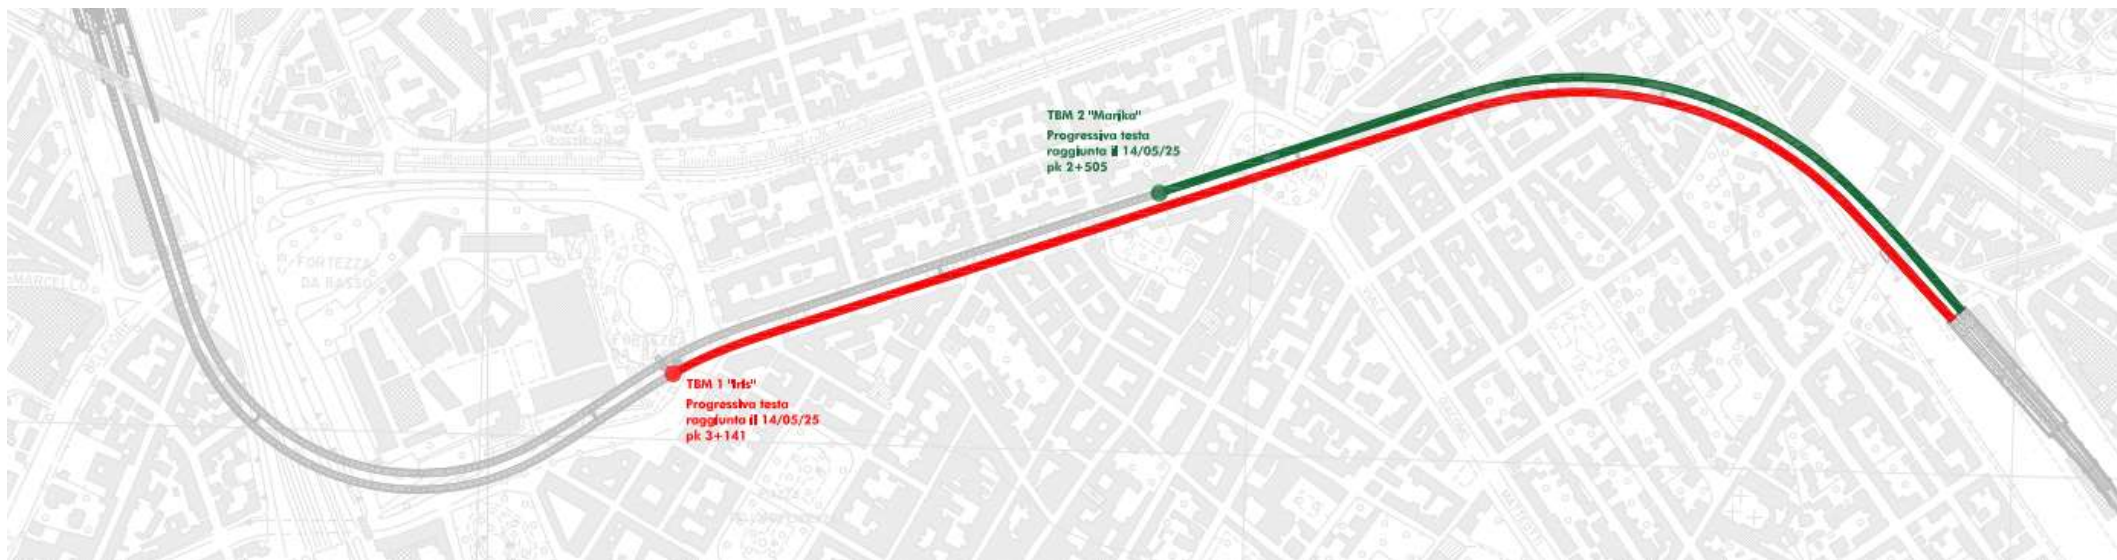 TBM 2 "Marika"
Progressiva testa
raggiunta il 14/05/25
pk 2+505
FORTEZZA
DA BASSO
TBM 1 "Iris"
Progressiva testa
raggiunta il 14/05/25
pk 3+141